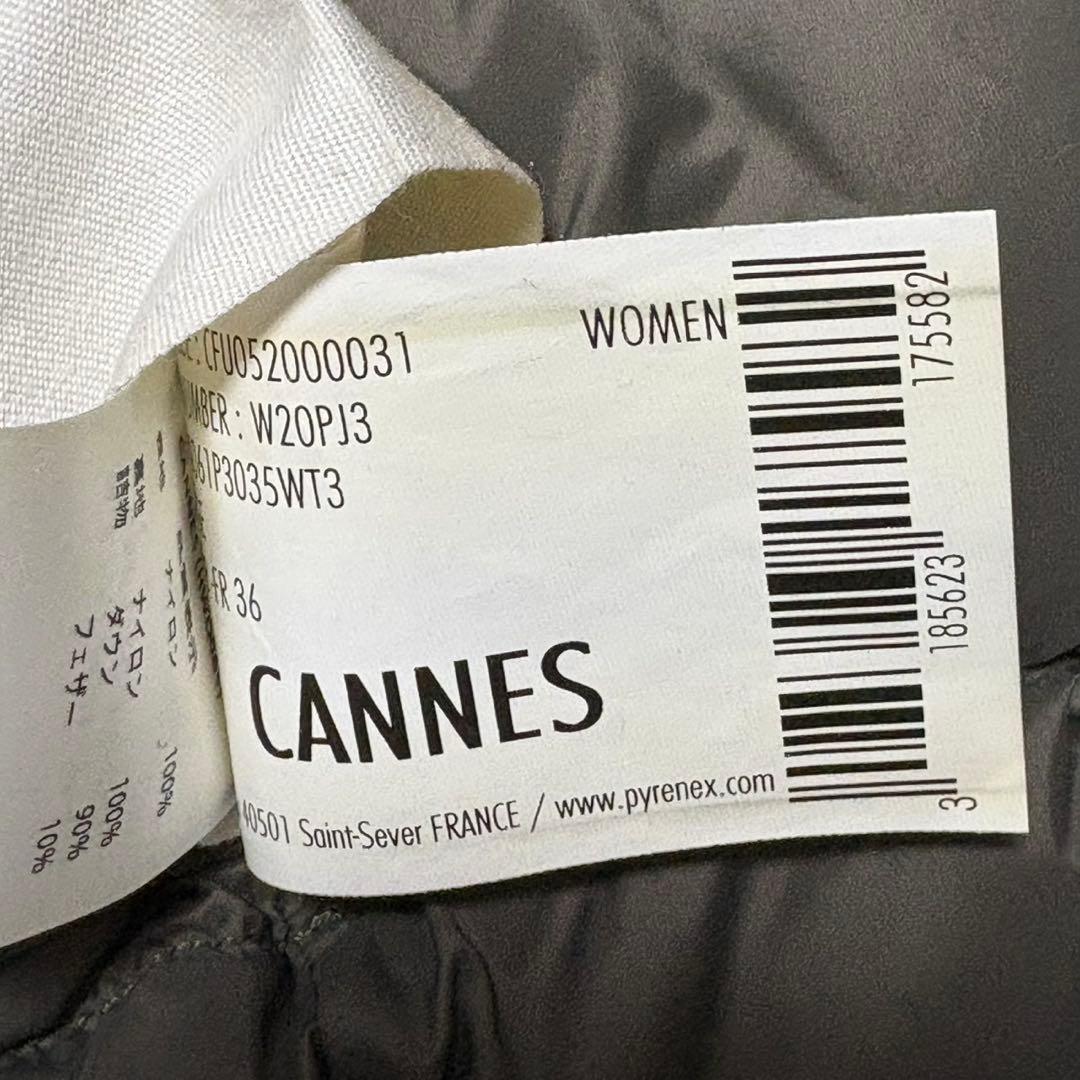 WOMEN
CFU052000031
MBER : W20PJ3
61P3035WT3
FR 36
CANNES
40501 Saint-Sever FRANCE / www.pyrenex.com
3 185623 175582
ナイロン 100%
裏地 ナイロン 100%
詰物 ダウン 90%
フェザー 10%